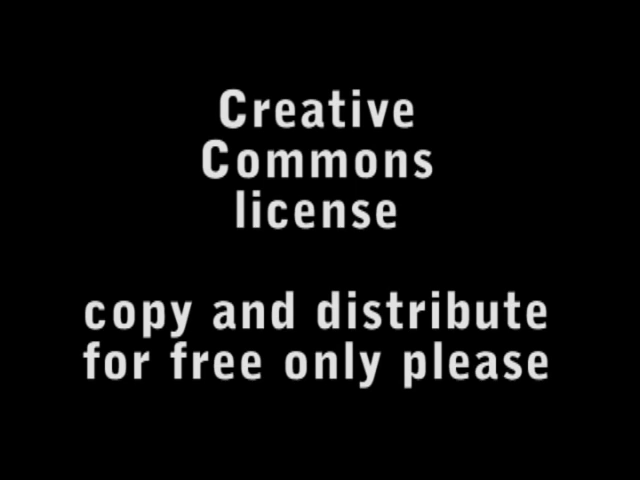 Creative
Commons
license
copy and distribute
for free only please